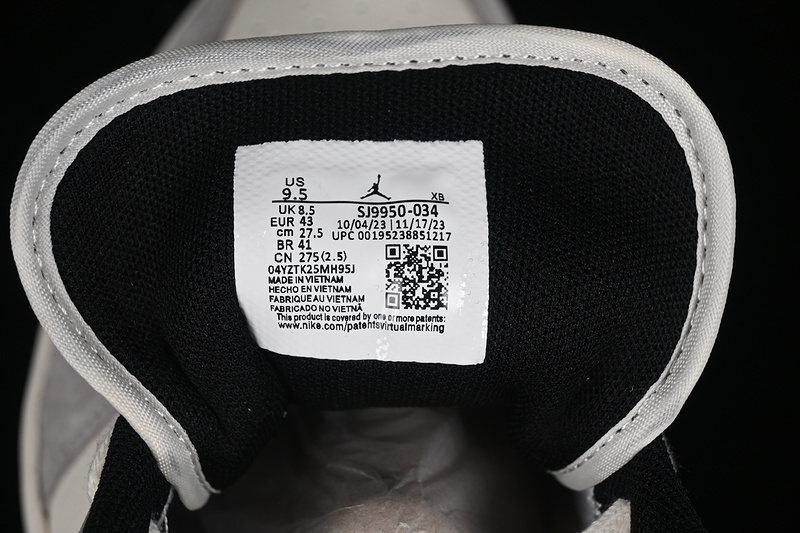 US
9.5
XB
UK 8.5
SJ9950-034
EUR 43
10/04/23 | 11/17/23
cm 27.5
UPC 00195238851217
BR 41
CN 275(2.5)
04YZTK25MH95J
MADE IN VIETNAM
HECHO EN VIETNAM
FABRIQUE AU VIETNAM
FABRICADO NO VIETNÃ
This product is covered by one or more patents:
www.nike.com/patentsvirtualmarking